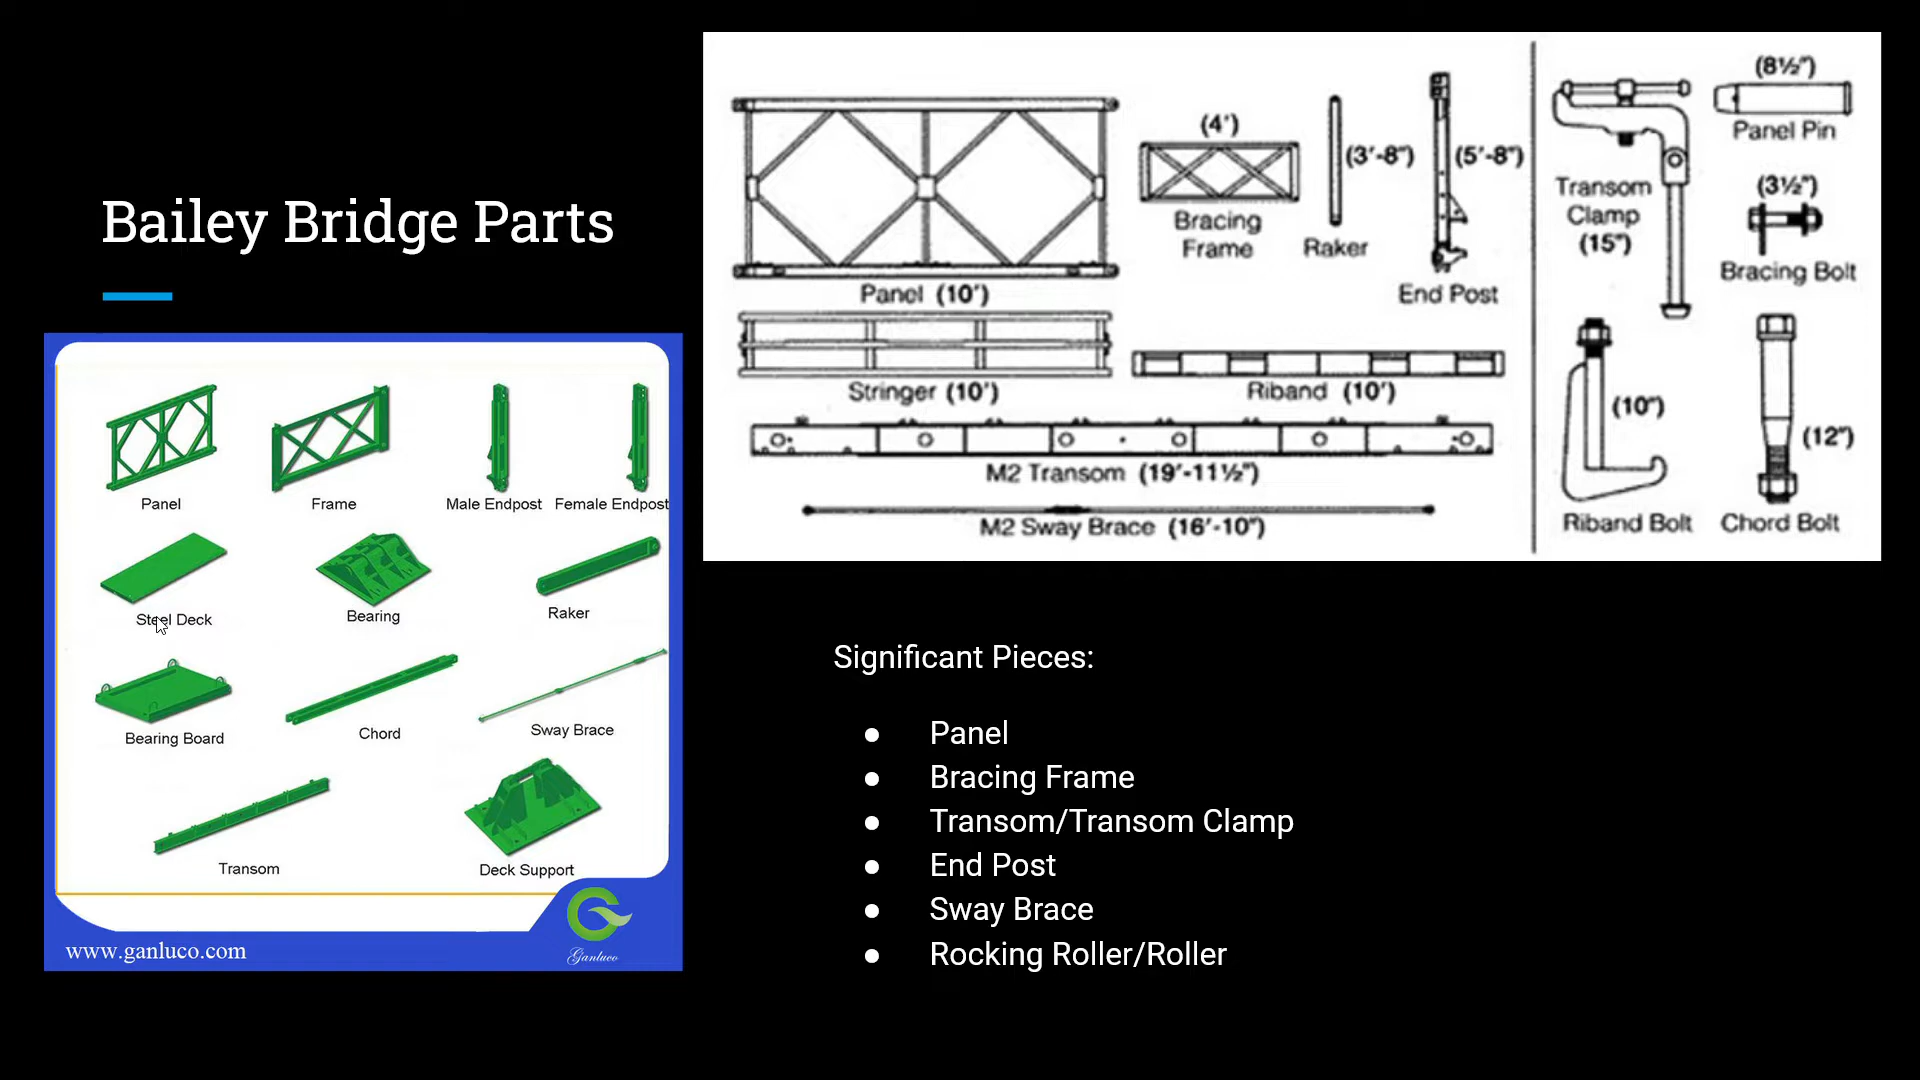 Bailey Bridge Parts
Panel
Frame
Male Endpost
Female Endpost
Steel Deck
Bearing
Raker
Bearing Board
Chord
Sway Brace
Transom
Deck Support
www.ganluco.com
Ganluco
Panel (10')
(4')
Bracing
Frame
(3'-8")
Raker
(5'-8")
End Post
Stringer (10')
Riband (10')
M2 Transom (19'-11½")
M2 Sway Brace (16'-10")
Transom
Clamp
(15")
(8½")
Panel Pin
(3½")
Bracing Bolt
(10")
Riband Bolt
(12")
Chord Bolt
Significant Pieces:
● Panel
● Bracing Frame
● Transom/Transom Clamp
● End Post
● Sway Brace
● Rocking Roller/Roller